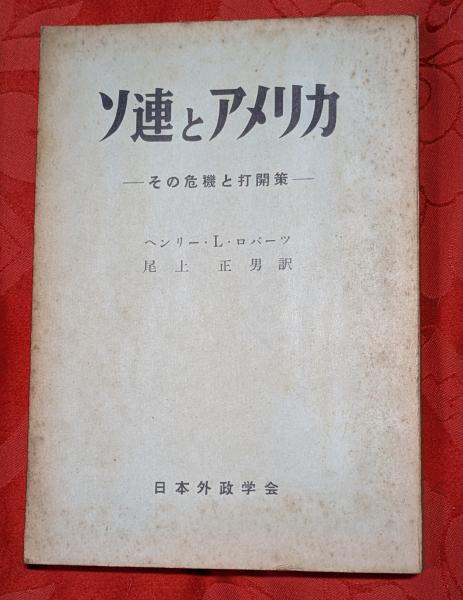 ソ連とアメリカ
―その危機と打開策―
ヘンリー・L・ロバーツ
尾上 正男訳
日本外政学会